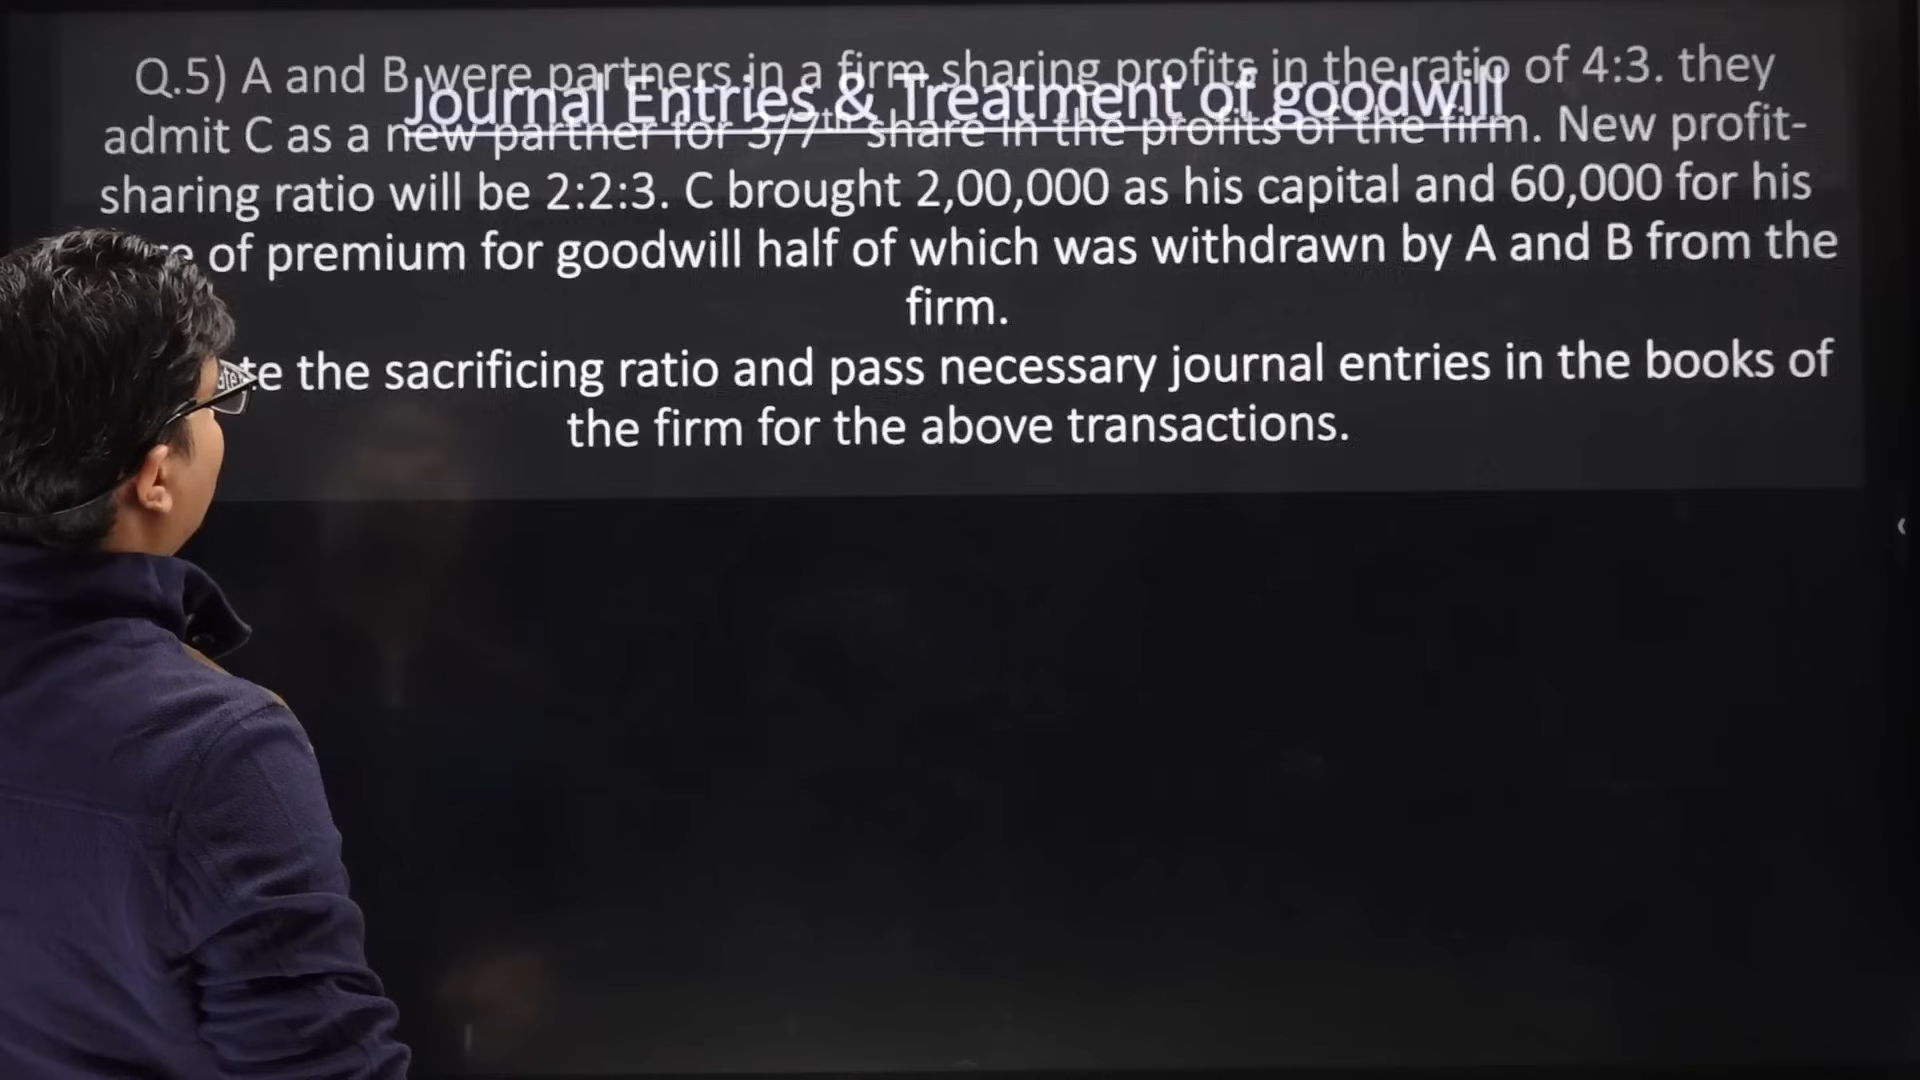 Q.5) A and B were partners in a firm sharing profits in the ratio of 4:3. they
Journal Entries & Treatment of goodwill
admit C as a new partner for 3/7th share in the profits of the firm. New profit-
sharing ratio will be 2:2:3. C brought 2,00,000 as his capital and 60,000 for his
of premium for goodwill half of which was withdrawn by A and B from the
firm.
the sacrificing ratio and pass necessary journal entries in the books of
the firm for the above transactions.